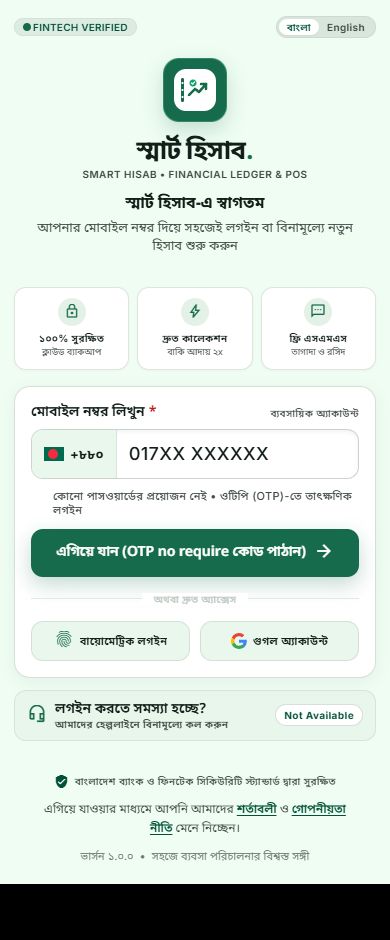 FINTECH VERIFIED
বাংলা English
স্মার্ট হিসাব.
SMART HISAB • FINANCIAL LEDGER & POS
স্মার্ট হিসাব-এ স্বাগতম
আপনার মোবাইল নম্বর দিয়ে সহজেই লগইন বা বিনামূল্যে নতুন
হিসাব শুরু করুন
১০০% সুরক্ষিত
ক্লাউড ব্যাকআপ
দ্রুত কালেকশন
বাকি আদায় ২x
ফ্রি এসএমএস
তাগাদা ও রসিদ
মোবাইল নম্বর লিখুন *
ব্যবসায়িক অ্যাকাউন্ট
+৮৮০ 017XX XXXXXX
কোনো পাসওয়ার্ডের প্রয়োজন নেই • ওটিপি (OTP)-তে তাৎক্ষণিক
লগইন
এগিয়ে যান (OTP no require কোড পাঠান) →
অথবা দ্রুত অ্যাক্সেস
বায়োমেট্রিক লগইন
গুগল অ্যাকাউন্ট
লগইন করতে সমস্যা হচ্ছে?
আমাদের হেল্পলাইনে বিনামূল্যে কল করুন
Not Available
বাংলাদেশ ব্যাংক ও ফিনটেক সিকিউরিটি স্ট্যান্ডার্ড দ্বারা সুরক্ষিত
এগিয়ে যাওয়ার মাধ্যমে আপনি আমাদের শর্তাবলী ও গোপনীয়তা
নীতি মেনে নিচ্ছেন।
ভার্সন ১.০.০ • সহজে ব্যবসা পরিচালনার বিশ্বস্ত সঙ্গী